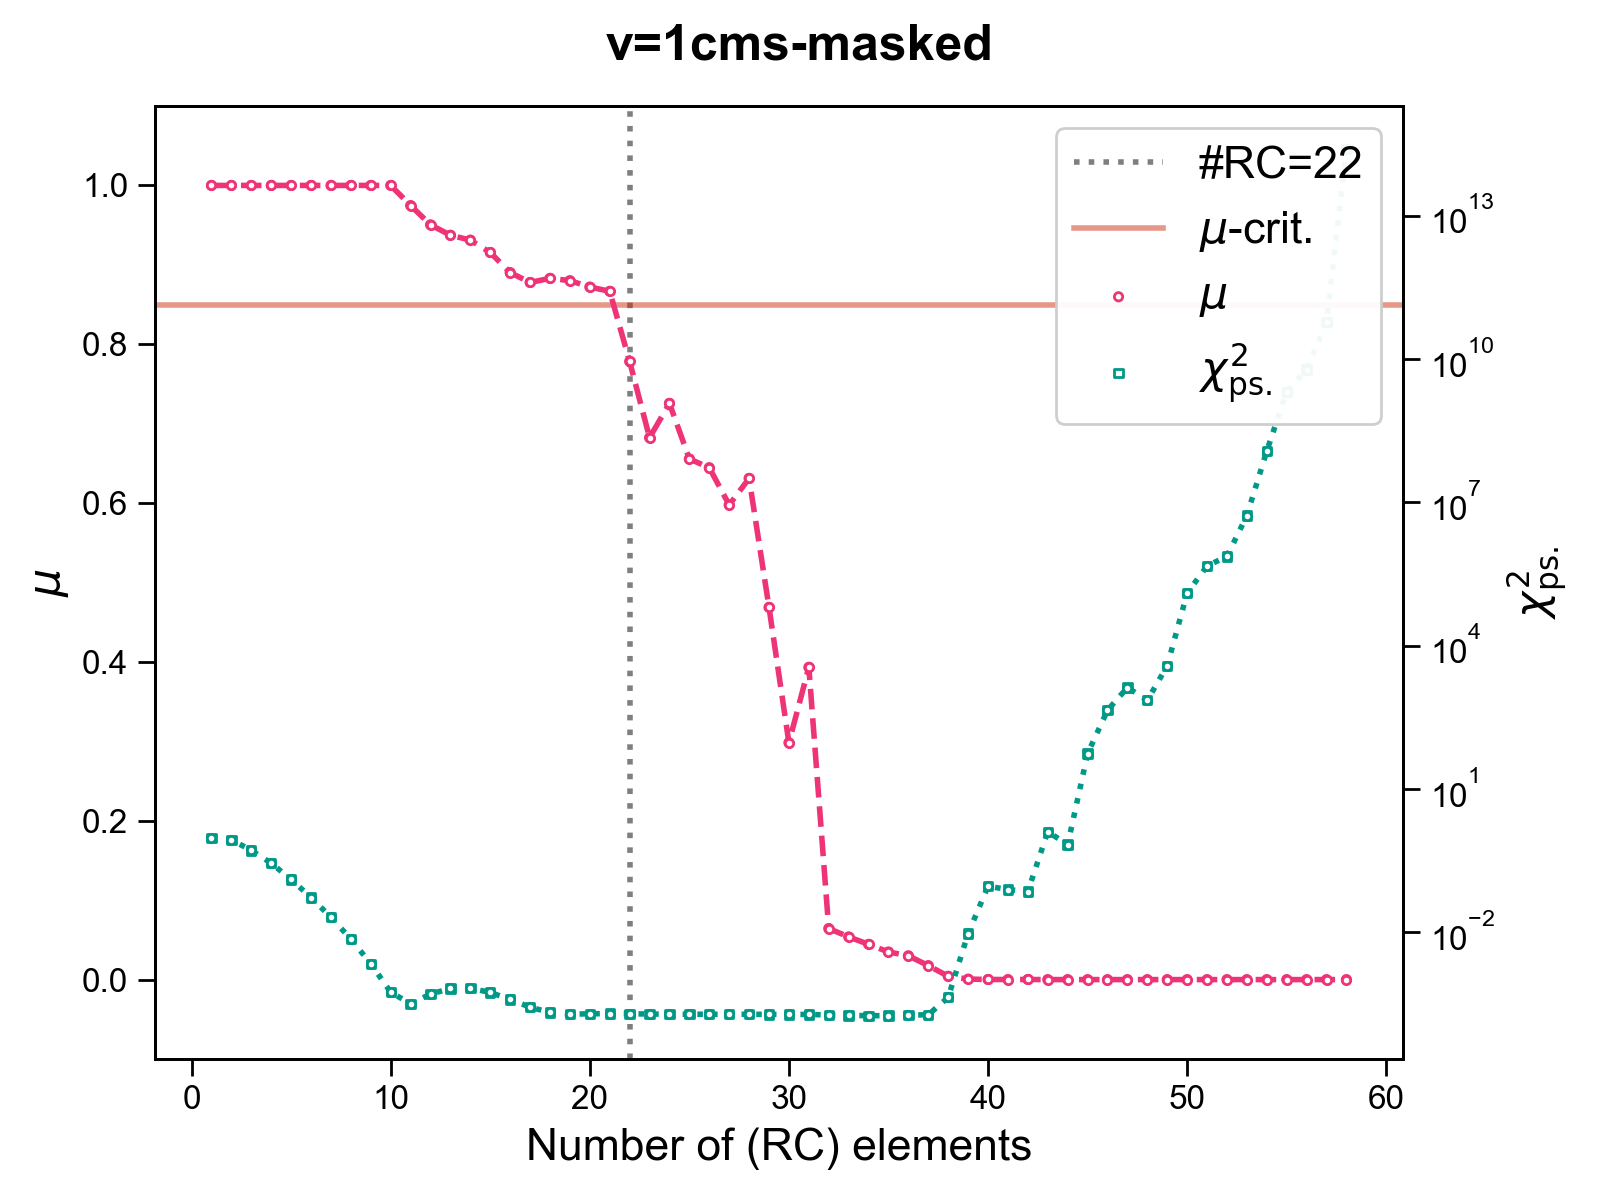 v=1cms-masked
#RC=22
μ-crit.
μ
χ²ps.
1.0
0.8
0.6
0.4
0.2
0.0
μ
10¹³
10¹⁰
10⁷
10⁴
10¹
10⁻²
χ²ps.
0 10 20 30 40 50 60
Number of (RC) elements